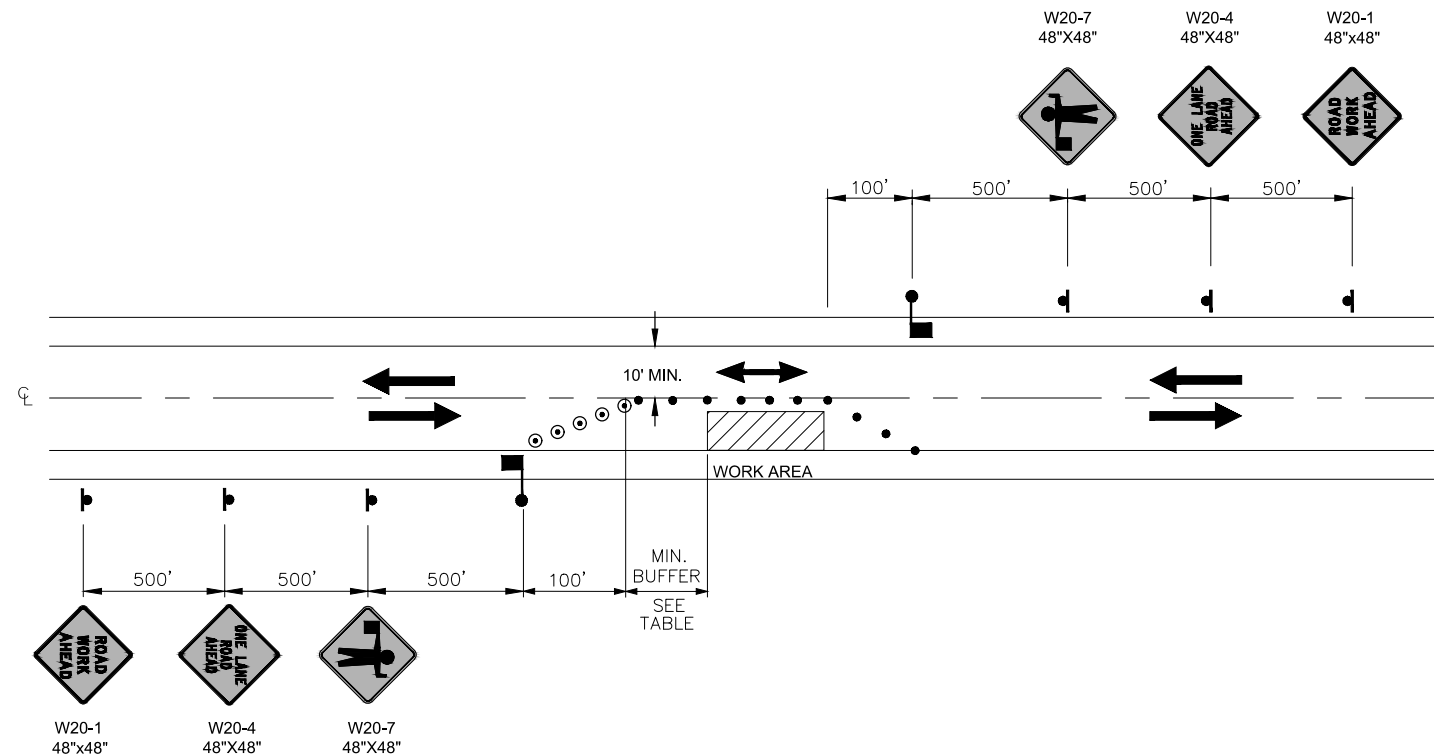 W20-7
48"X48"
W20-4
48"X48"
W20-1
48"x48"
ONE LANE
ROAD
AHEAD
ROAD
WORK
AHEAD
100'
500'
500'
500'
10' MIN.
℄
WORK AREA
500'
500'
500'
100'
MIN.
BUFFER
SEE
TABLE
ROAD
WORK
AHEAD
ONE LANE
ROAD
AHEAD
W20-1
48"x48"
W20-4
48"X48"
W20-7
48"X48"